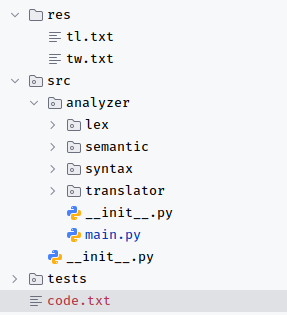 res
tl.txt
tw.txt
src
analyzer
lex
semantic
syntax
translator
__init__.py
main.py
__init__.py
tests
code.txt